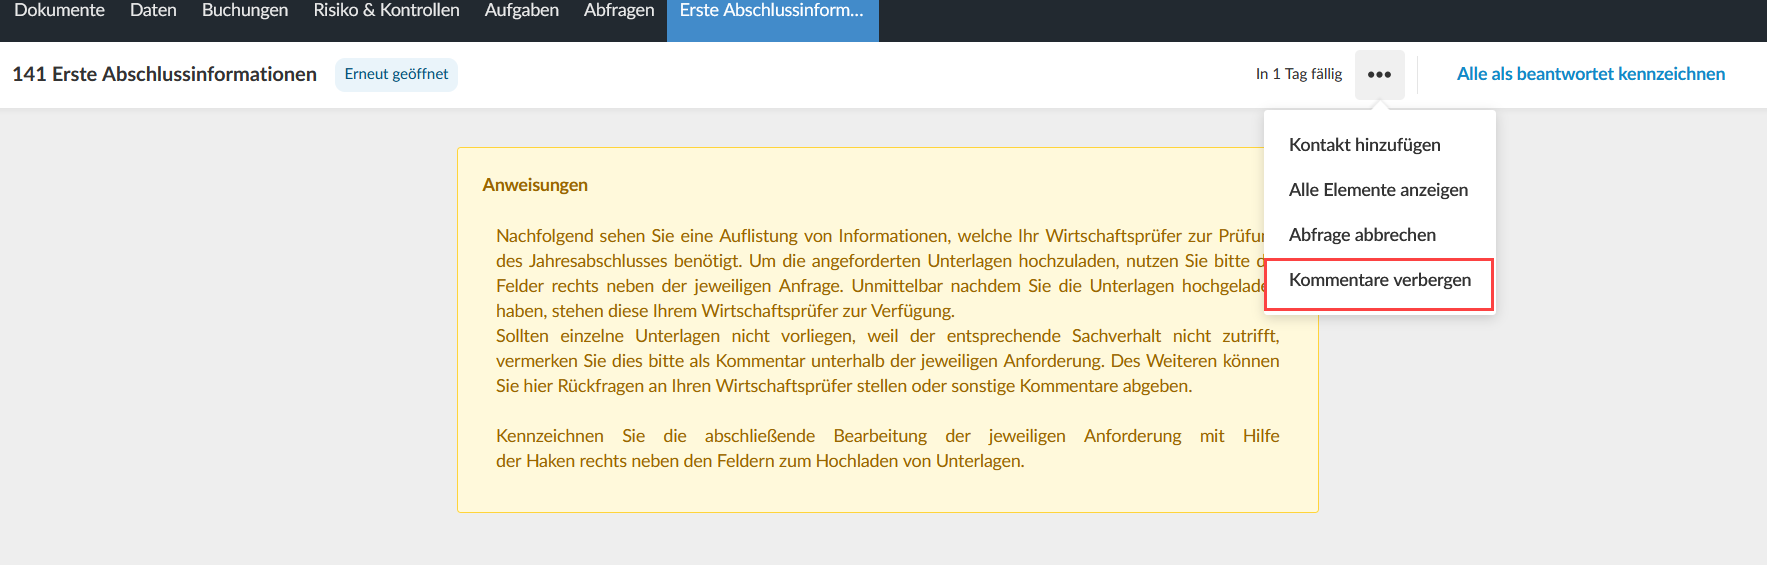 Dokumente Daten Buchungen Risiko & Kontrollen Aufgaben Abfragen Erste Abschlussinform...
141 Erste Abschlussinformationen Erneut geöffnet In 1 Tag fällig ••• Alle als beantwortet kennzeichnen
Kontakt hinzufügen
Alle Elemente anzeigen
Abfrage abbrechen
Kommentare verbergen
Anweisungen
Nachfolgend sehen Sie eine Auflistung von Informationen, welche Ihr Wirtschaftsprüfer zur
des Jahresabschlusses benötigt. Um die angeforderten Unterlagen hochzuladen, nutzen Sie bitte
Felder rechts neben der jeweiligen Anfrage. Unmittelbar nachdem Sie die Unterlagen
haben, stehen diese Ihrem Wirtschaftsprüfer zur Verfügung.
Sollten einzelne Unterlagen nicht vorliegen, weil der entsprechende Sachverhalt nicht zutrifft,
vermerken Sie dies bitte als Kommentar unterhalb der jeweiligen Anforderung. Des Weiteren können
Sie hier Rückfragen an Ihren Wirtschaftsprüfer stellen oder sonstige Kommentare abgeben.
Kennzeichnen Sie die abschließende Bearbeitung der jeweiligen Anforderung mit Hilfe
der Haken rechts neben den Feldern zum Hochladen von Unterlagen.